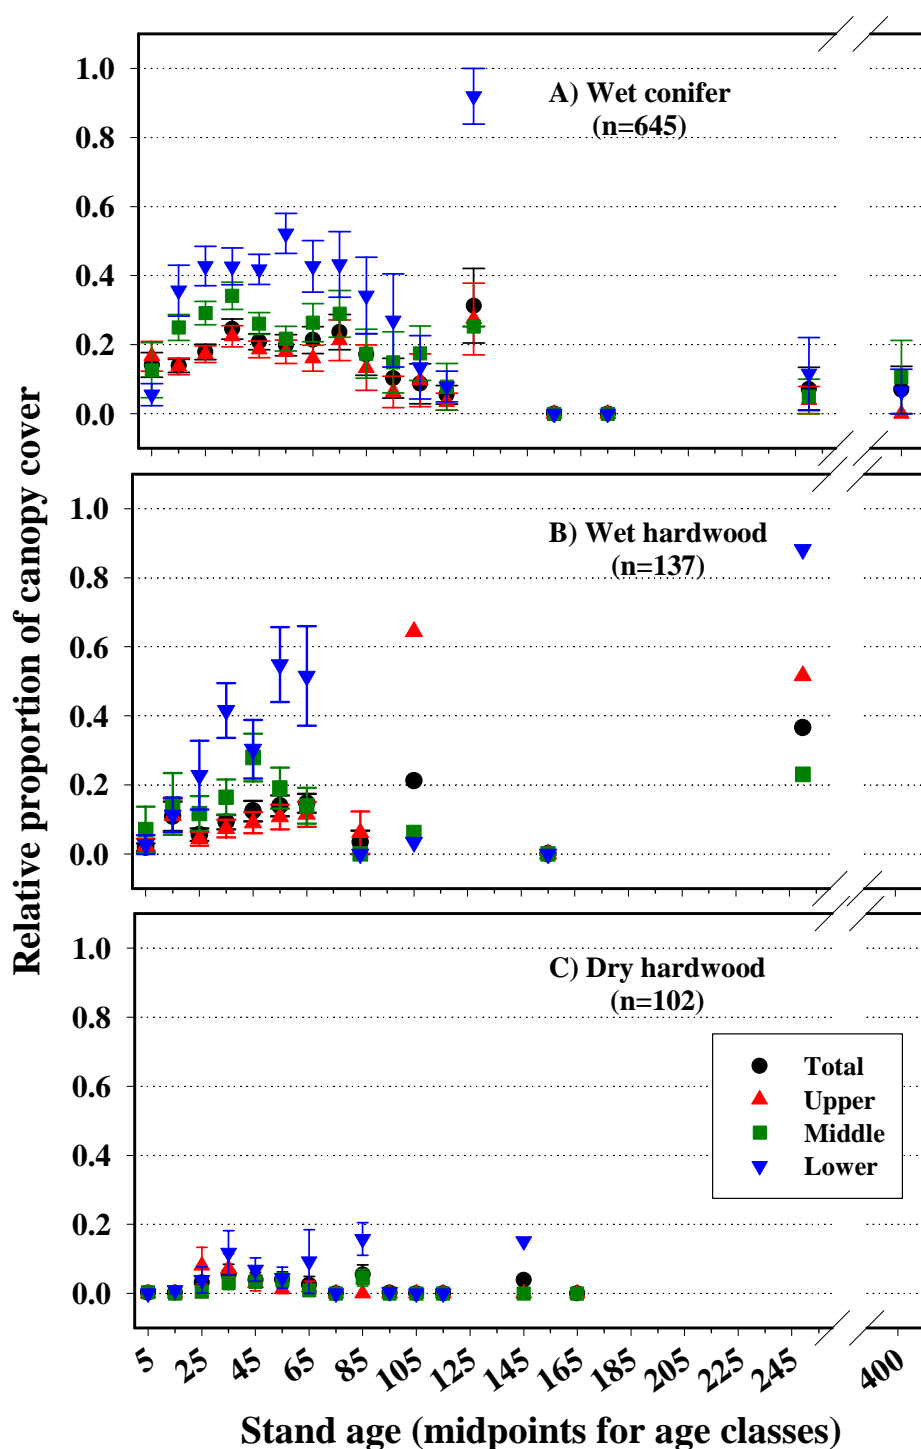 Relative proportion of canopy cover
1.0
0.8
0.6
0.4
0.2
0.0
A) Wet conifer
(n=645)
1.0
0.8
0.6
0.4
0.2
0.0
B) Wet hardwood
(n=137)
1.0
0.8
0.6
0.4
0.2
0.0
C) Dry hardwood
(n=102)
Total
Upper
Middle
Lower
5 25 45 65 85 105 125 145 165 185 205 225 245 400
Stand age (midpoints for age classes)